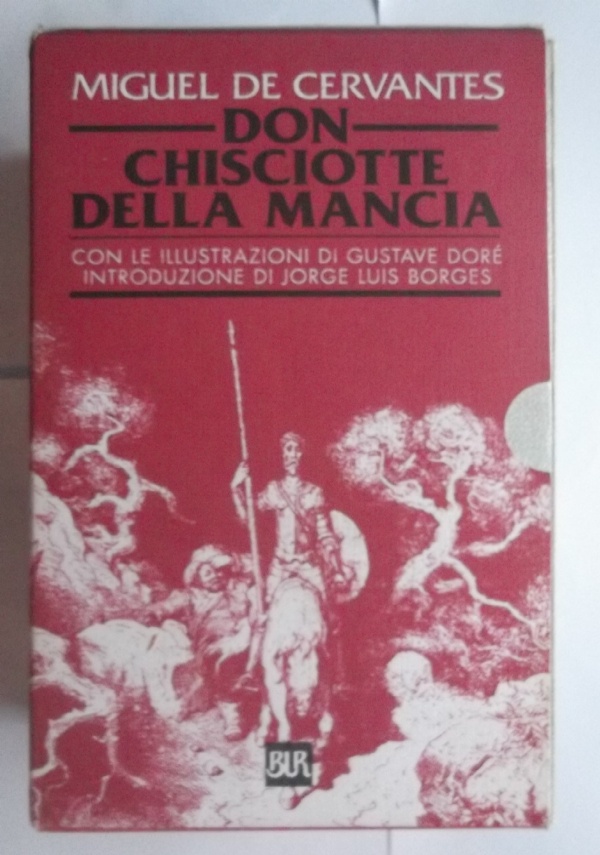 MIGUEL DE CERVANTES
DON
CHISCIOTTE
DELLA MANCIA
CON LE ILLUSTRAZIONI DI GUSTAVE DORÉ
INTRODUZIONE DI JORGE LUIS BORGES
BUR